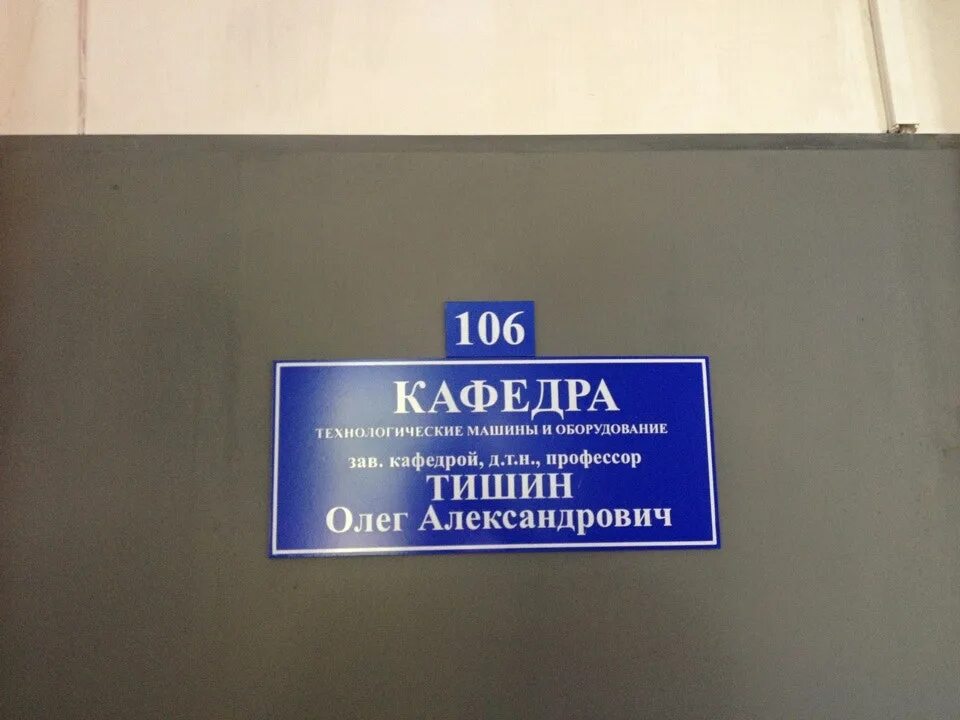 106
КАФЕДРА
ТЕХНОЛОГИЧЕСКИЕ МАШИНЫ И ОБОРУДОВАНИЕ
зав. кафедрой, д.т.н., профессор
ТИШИН
Олег Александрович